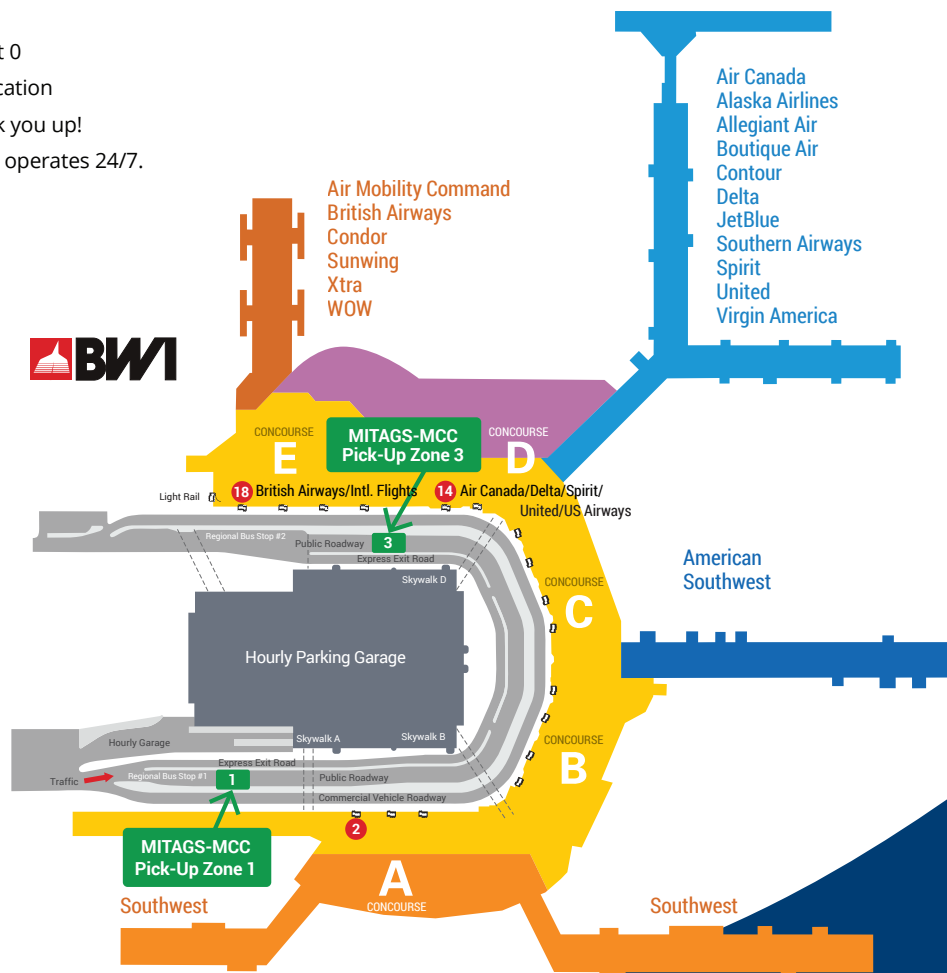 t 0
cation
k you up!
operates 24/7.
Air Canada
Alaska Airlines
Allegiant Air
Boutique Air
Contour
Delta
JetBlue
Southern Airways
Spirit
United
Virgin America
Air Mobility Command
British Airways
Condor
Sunwing
Xtra
WOW
BWI
CONCOURSE
E
MITAGS-MCC
Pick-Up Zone 3
CONCOURSE
D
Light Rail
18 British Airways/Intl. Flights
14 Air Canada/Delta/Spirit/
United/US Airways
Regional Bus Stop #2
Public Roadway
3
Express Exit Road
Skywalk D
American
Southwest
CONCOURSE
C
Hourly Parking Garage
Skywalk A
Skywalk B
CONCOURSE
B
Hourly Garage
Express Exit Road
Traffic
Regional Bus Stop #1
1
Public Roadway
Commercial Vehicle Roadway
2
MITAGS-MCC
Pick-Up Zone 1
A
CONCOURSE
Southwest
Southwest